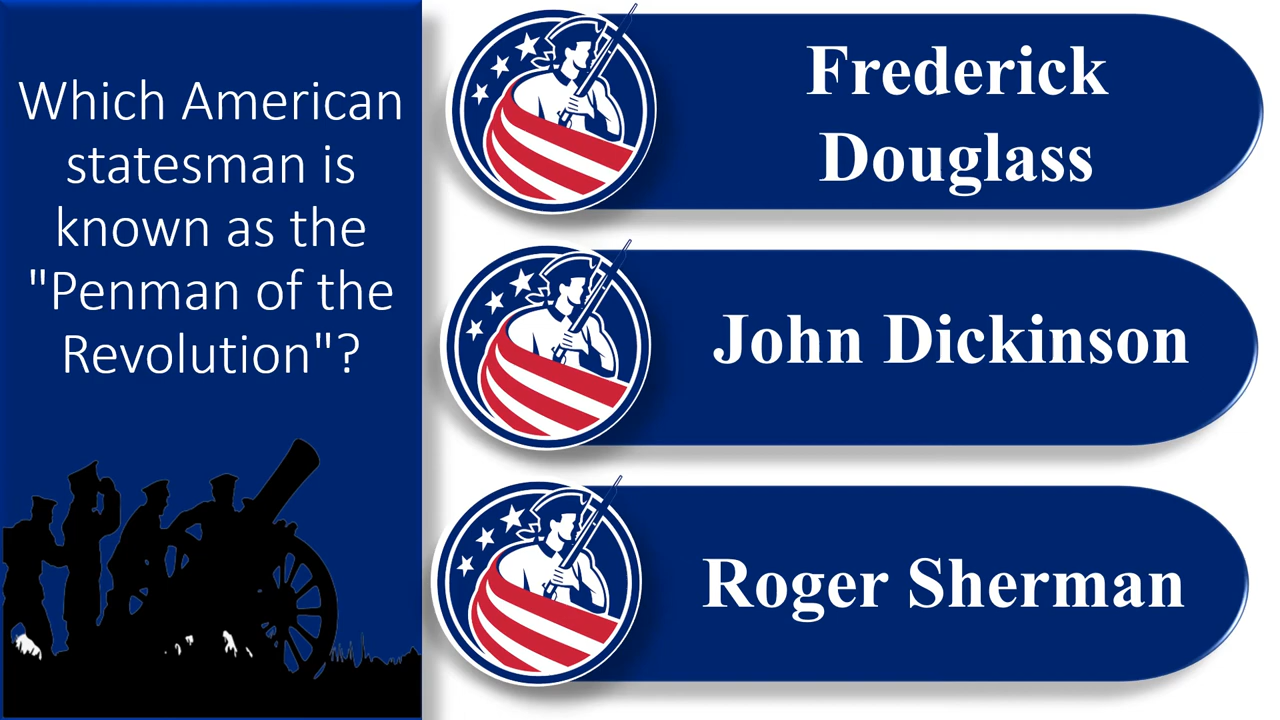 Which American
statesman is
known as the
"Penman of the
Revolution"?
Frederick
Douglass
John Dickinson
Roger Sherman